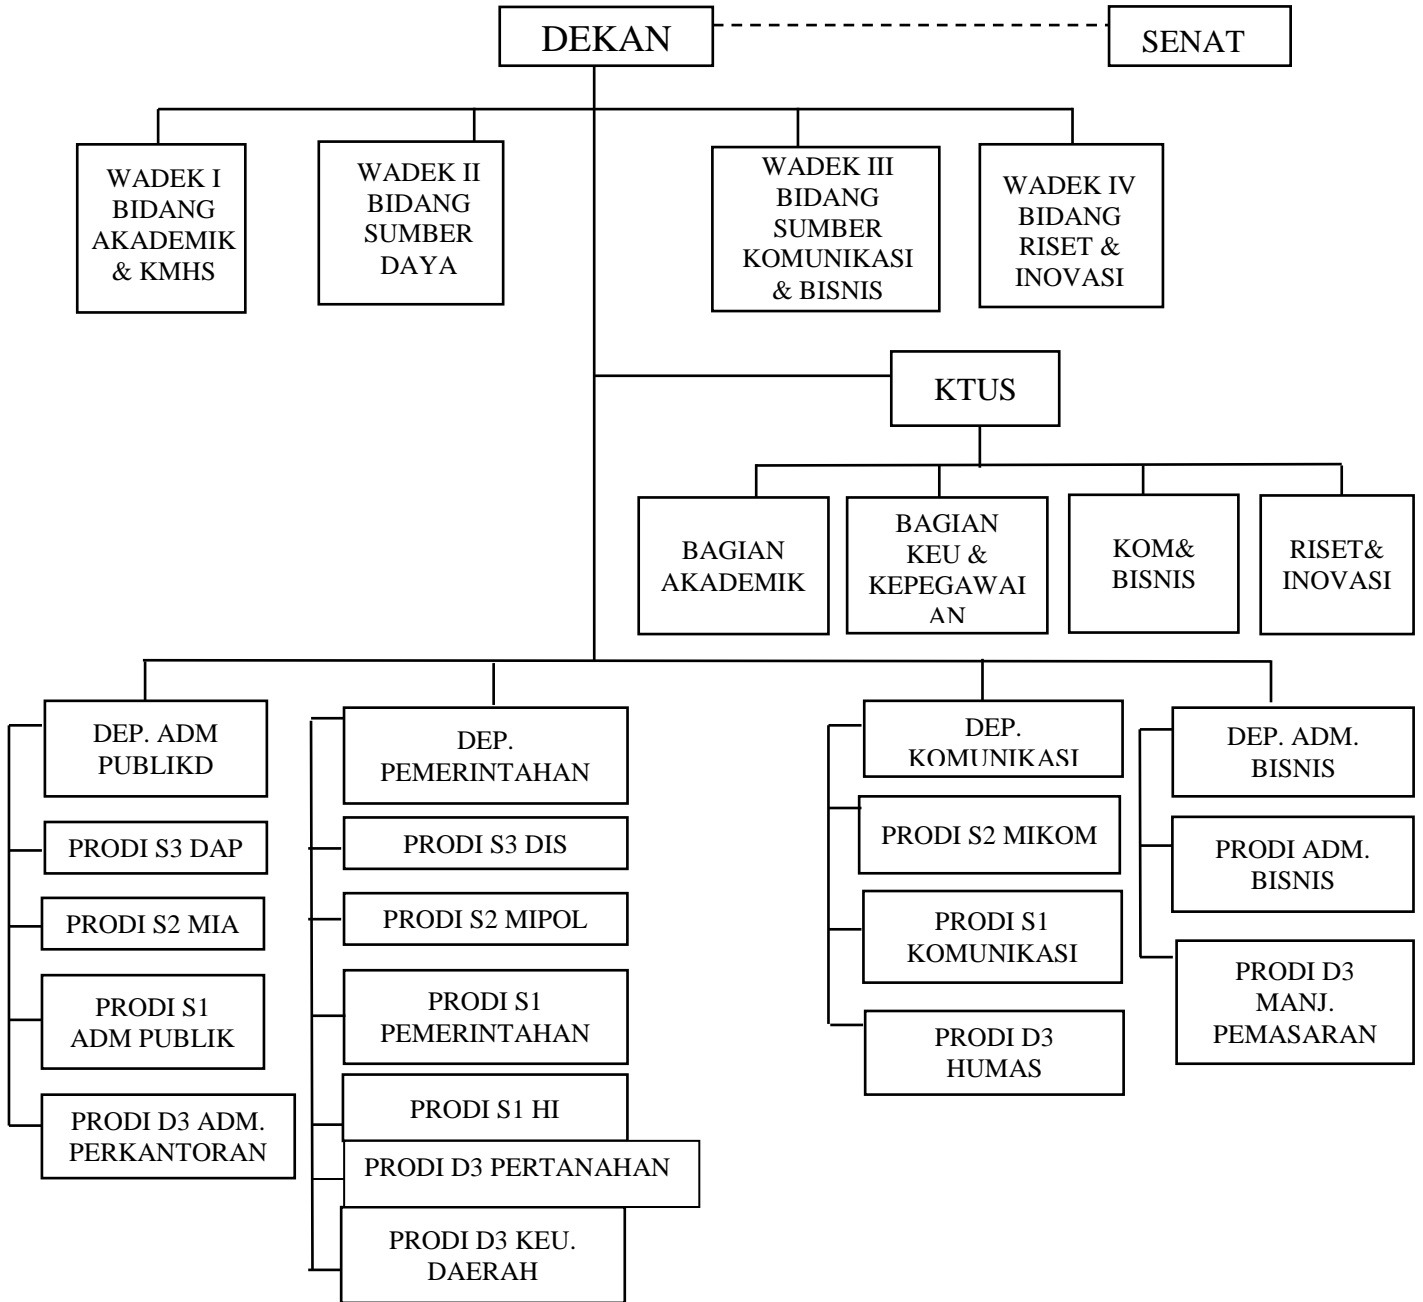 DEKAN
SENAT
WADEK I
BIDANG
AKADEMIK
& KMHS
WADEK II
BIDANG
SUMBER
DAYA
WADEK III
BIDANG
SUMBER
KOMUNIKASI
& BISNIS
WADEK IV
BIDANG
RISET &
INOVASI
KTUS
BAGIAN
AKADEMIK
BAGIAN
KEU &
KEPEGAWAI
AN
KOM&
BISNIS
RISET&
INOVASI
DEP. ADM
PUBLIKD
PRODI S3 DAP
PRODI S2 MIA
PRODI S1
ADM PUBLIK
PRODI D3 ADM.
PERKANTORAN
DEP.
PEMERINTAHAN
PRODI S3 DIS
PRODI S2 MIPOL
PRODI S1
PEMERINTAHAN
PRODI S1 HI
PRODI D3 PERTANAHAN
PRODI D3 KEU.
DAERAH
DEP.
KOMUNIKASI
PRODI S2 MIKOM
PRODI S1
KOMUNIKASI
PRODI D3
HUMAS
DEP. ADM.
BISNIS
PRODI ADM.
BISNIS
PRODI D3
MANJ.
PEMASARAN